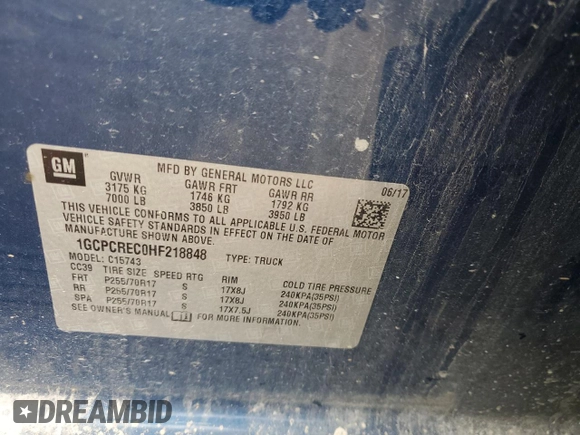 GM
MFD BY GENERAL MOTORS LLC
06/17
GVWR GAWR FRT GAWR RR
3175 KG 1746 KG 1792 KG
7000 LB 3850 LB 3950 LB
THIS VEHICLE CONFORMS TO ALL APPLICABLE U.S. FEDERAL MOTOR
VEHICLE SAFETY STANDARDS IN EFFECT ON THE DATE OF
MANUFACTURE SHOWN ABOVE.
1GCPCREC0HF218848 TYPE: TRUCK
MODEL: C15743
CC39 TIRE SIZE SPEED RTG RIM COLD TIRE PRESSURE
FRT P255/70R17 S 17X8J 240KPA(35PSI)
RR P255/70R17 S 17X8J 240KPA(35PSI)
SPA P255/70R17 S 17X7.5J 240KPA(35PSI)
SEE OWNER'S MANUAL FOR MORE INFORMATION.
DREAMBID